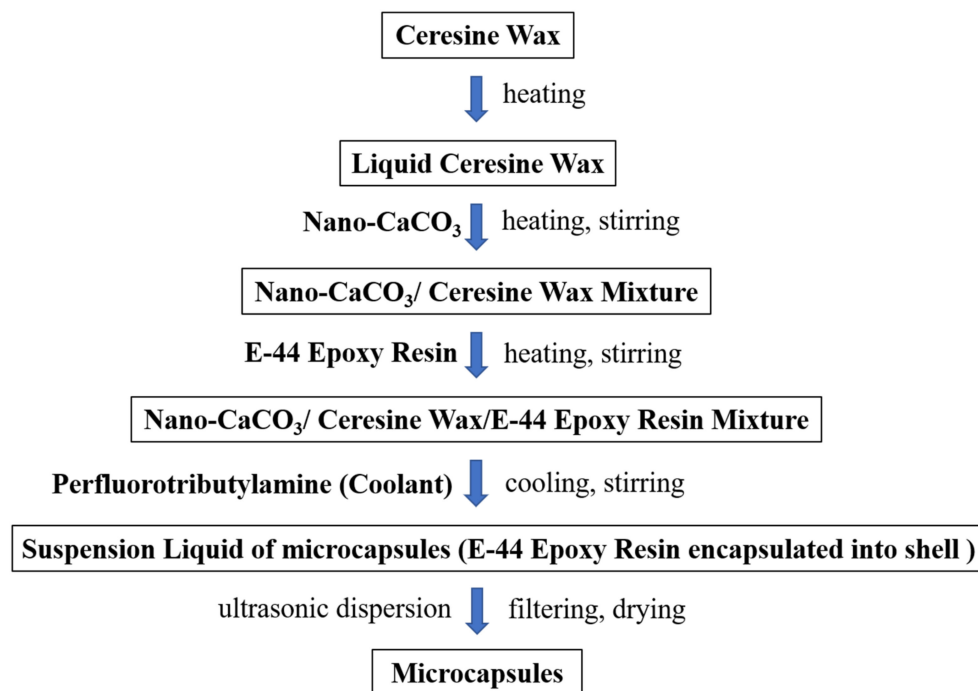 Ceresine Wax
heating
Liquid Ceresine Wax
Nano-CaCO₃ heating, stirring
Nano-CaCO₃/ Ceresine Wax Mixture
E-44 Epoxy Resin heating, stirring
Nano-CaCO₃/ Ceresine Wax/E-44 Epoxy Resin Mixture
Perfluorotributylamine (Coolant) cooling, stirring
Suspension Liquid of microcapsules (E-44 Epoxy Resin encapsulated into shell )
ultrasonic dispersion filtering, drying
Microcapsules